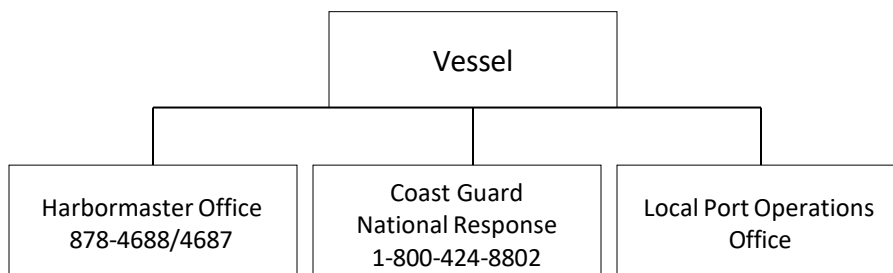 Vessel
Harbormaster Office
878-4688/4687
Coast Guard
National Response
1-800-424-8802
Local Port Operations
Office